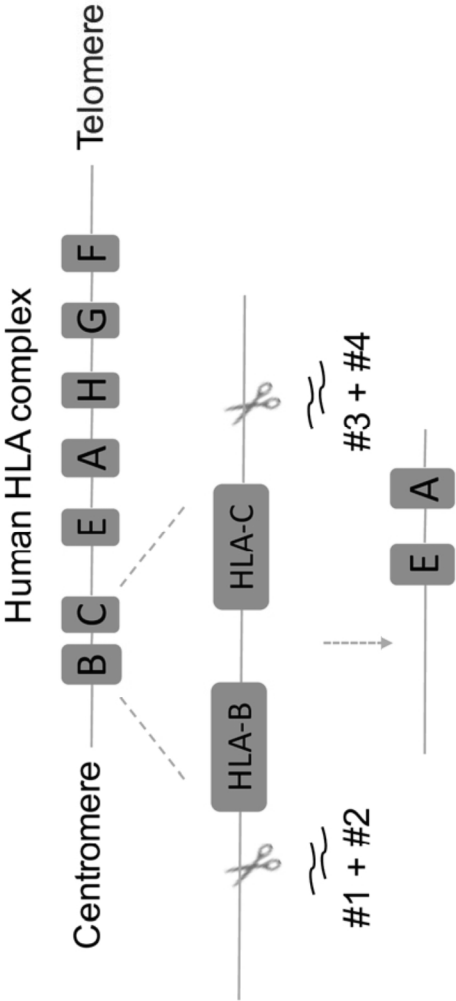 Human HLA complex
Centromere B C E A H G F Telomere
HLA-B HLA-C
#1 + #2 #3 + #4
E A